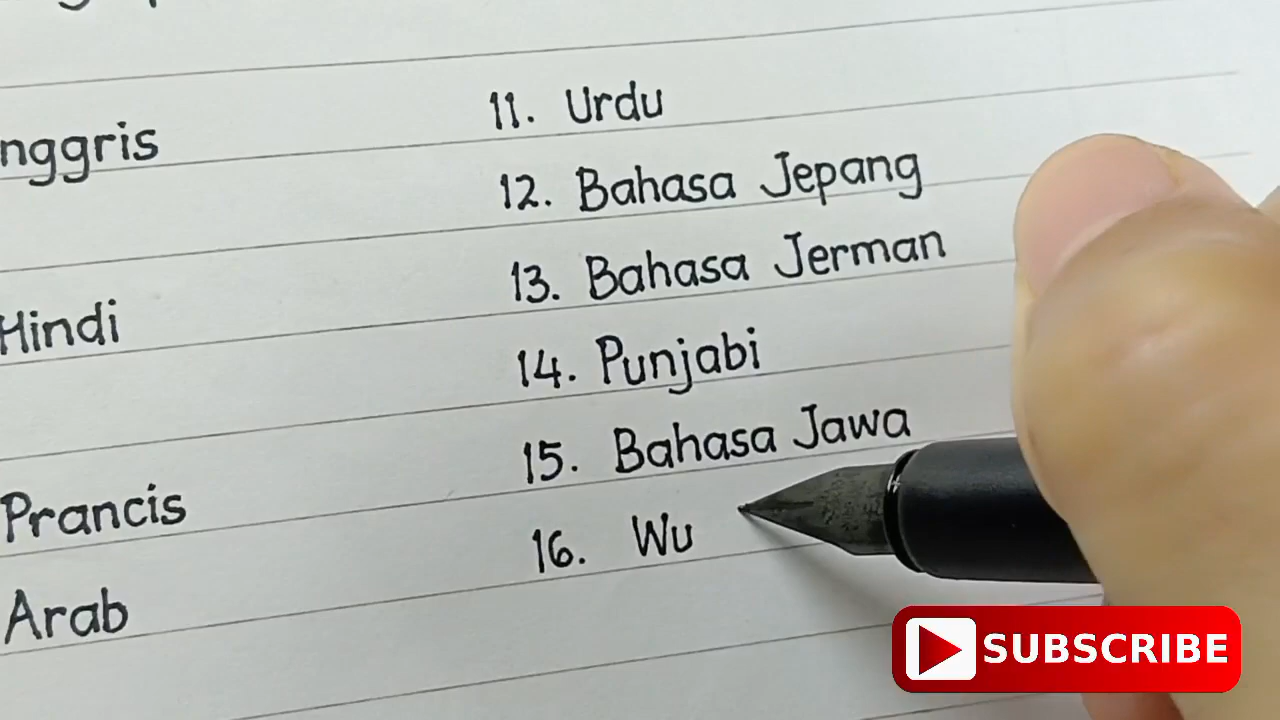 nggris
Hindi
Prancis
Arab
11. Urdu
12. Bahasa Jepang
13. Bahasa Jerman
14. Punjabi
15. Bahasa Jawa
16. Wu
SUBSCRIBE